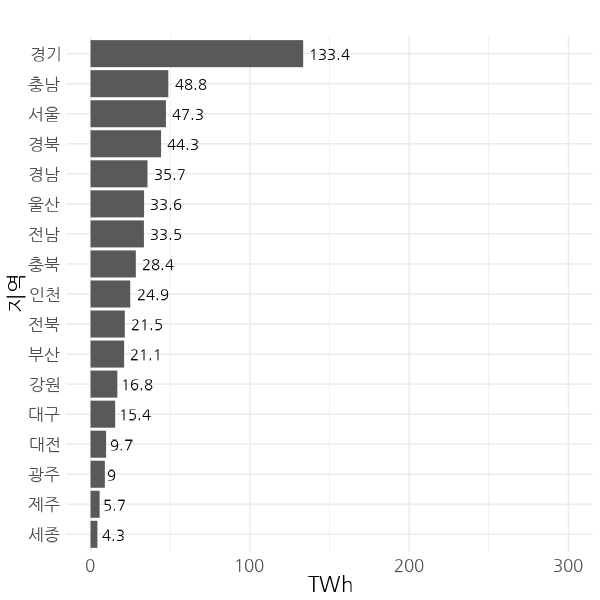 경기 133.4
충남 48.8
서울 47.3
경북 44.3
경남 35.7
울산 33.6
전남 33.5
충북 28.4
인천 24.9
전북 21.5
부산 21.1
강원 16.8
대구 15.4
대전 9.7
광주 9
제주 5.7
세종 4.3
지역
0 100 200 300
TWh